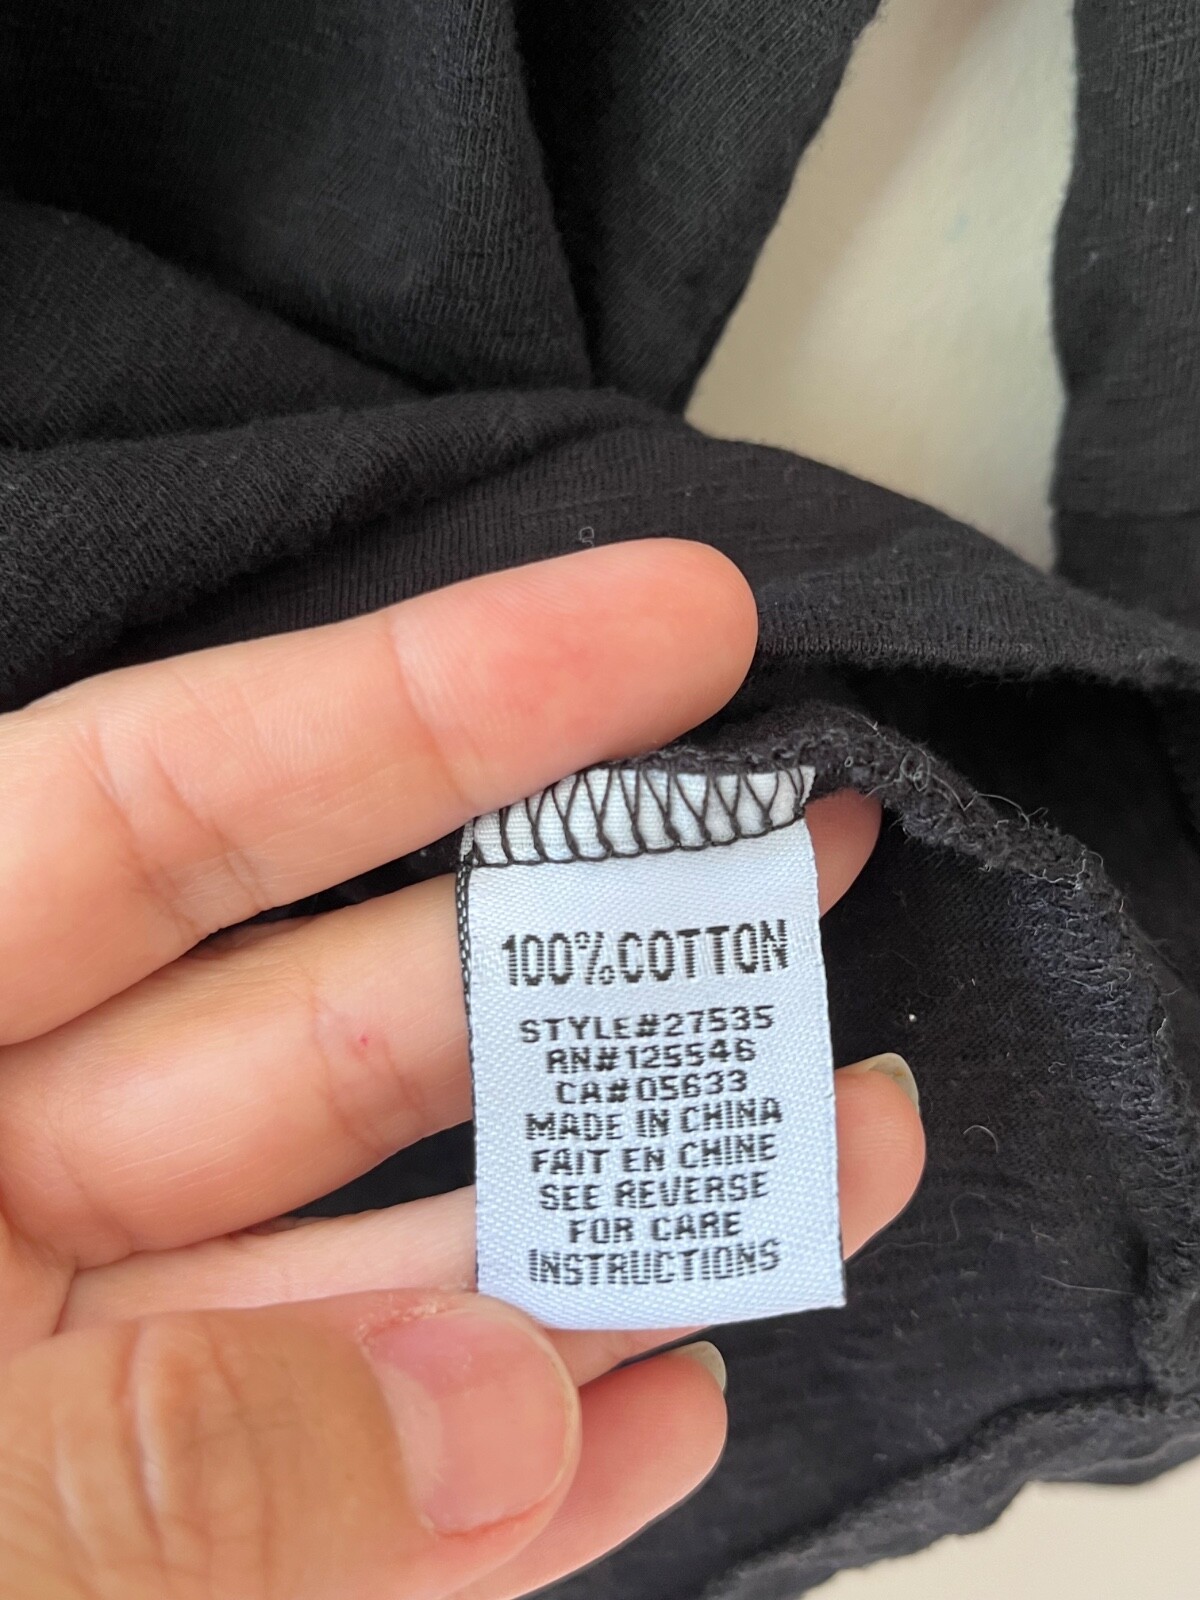 100%COTTON
STYLE#27535
RN#125546
CA#05633
MADE IN CHINA
FAIT EN CHINE
SEE REVERSE
FOR CARE
INSTRUCTIONS